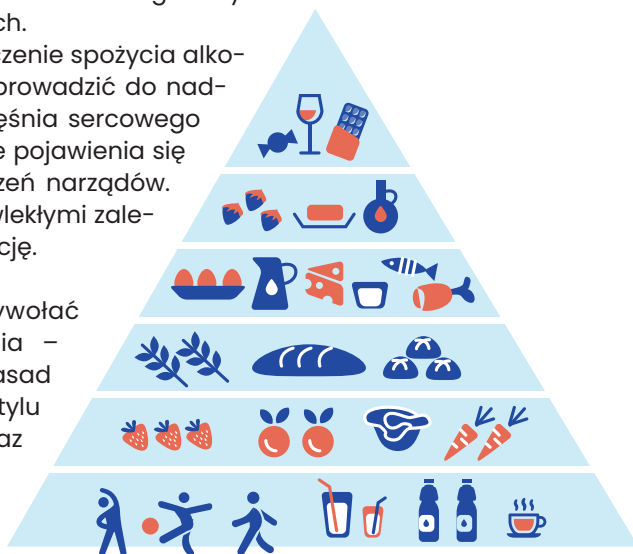 ch.
zenie spożycia alko-
prowadzić do nad-
ęśnia sercowego
e pojawienia się
zeń narządów.
vlekłymi zale-
cję.
ywołać
ia –
asad
tylu
az